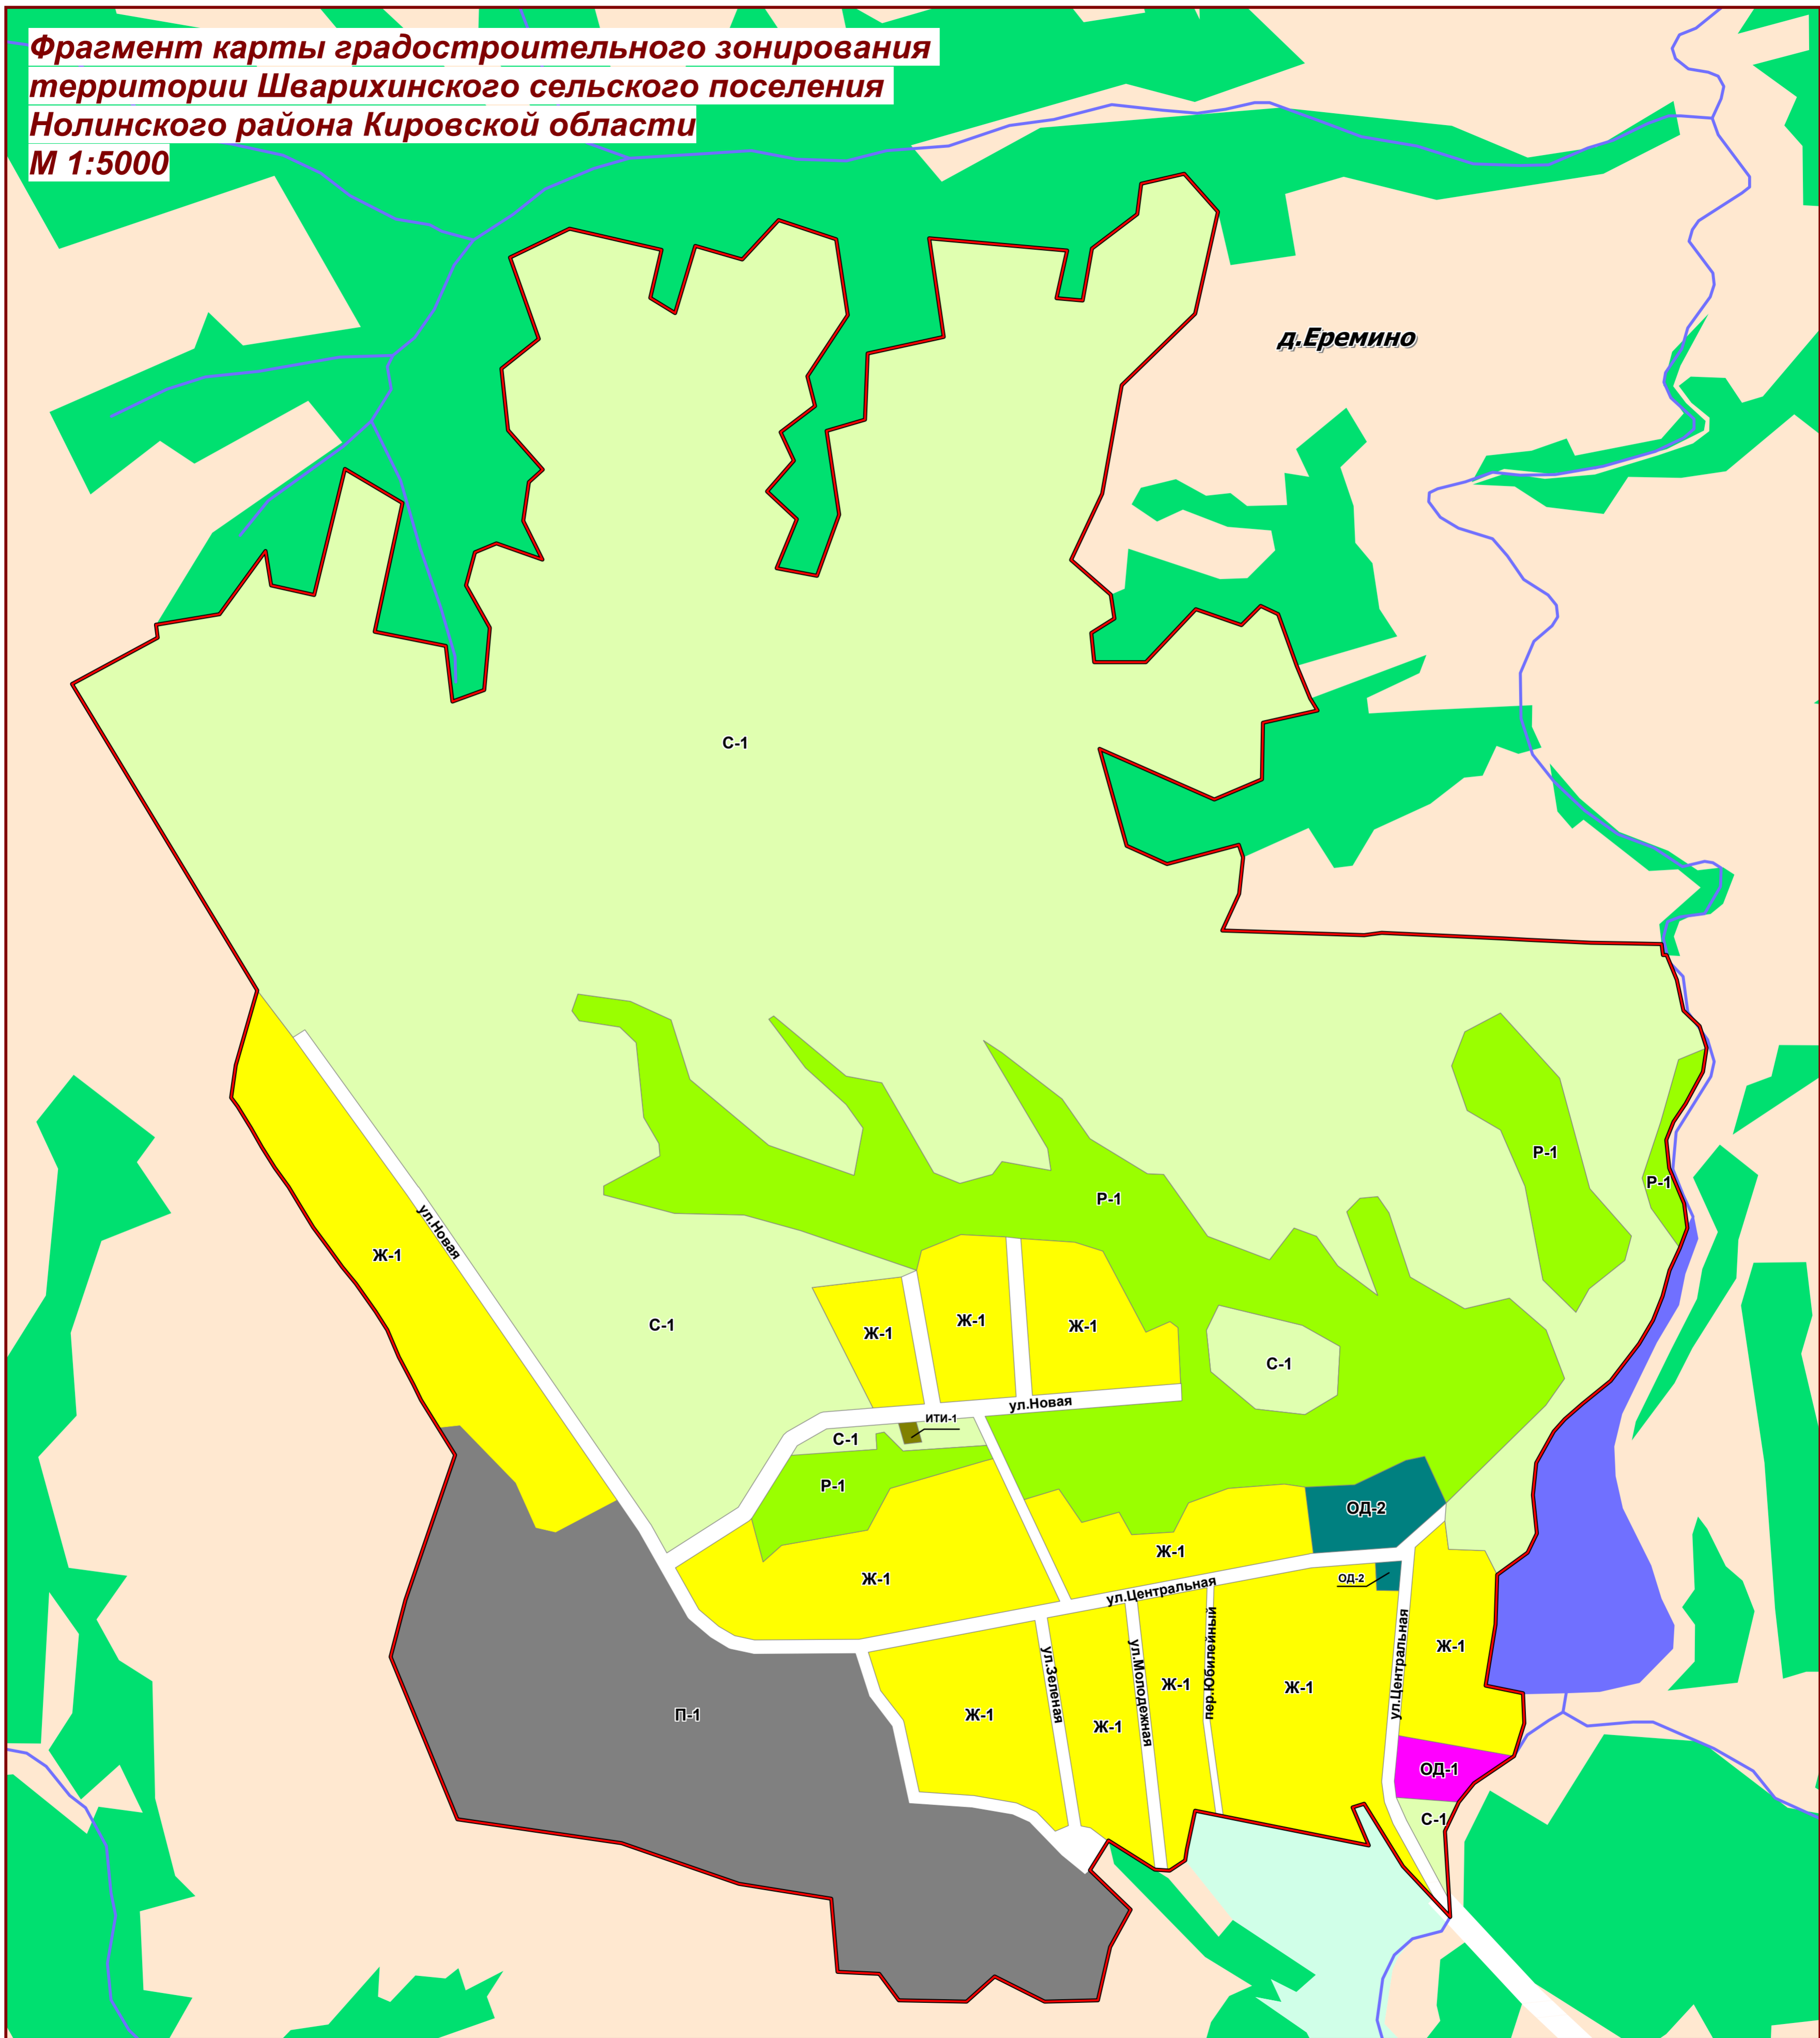 Фрагмент карты градостроительного зонирования
территории Шварихинского сельского поселения
Нолинского района Кировской области
М 1:5000
д.Еремино
С-1
Р-1
Р-1
Р-1
ул.Новая
Ж-1
С-1
Ж-1
Ж-1
Ж-1
С-1
ул.Новая
ИТИ-1
С-1
Р-1
ОД-2
Ж-1
Ж-1
ОД-2
ул.Центральная
ул.Зеленая
ул.Молодежная
пер.Юбилейный
ул.Центральная
Ж-1
Ж-1
Ж-1
Ж-1
Ж-1
П-1
ОД-1
С-1